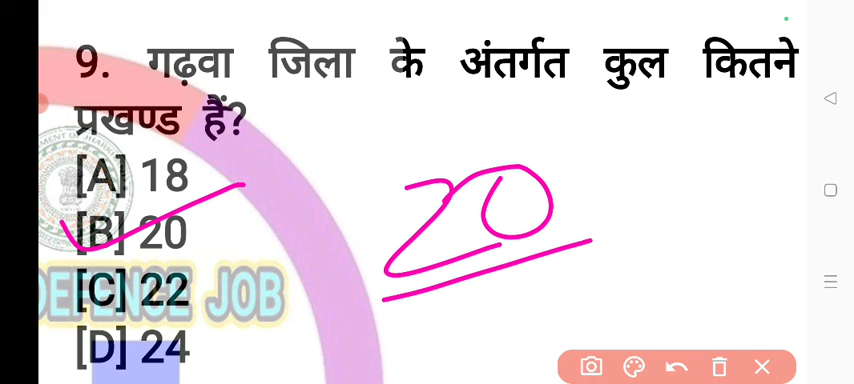 9. गढ़वा जिला के अंतर्गत कुल कितने
प्रखण्ड हैं?
[A] 18
[B] 20
20
[C] 22
DEFENCE JOB
[D] 24